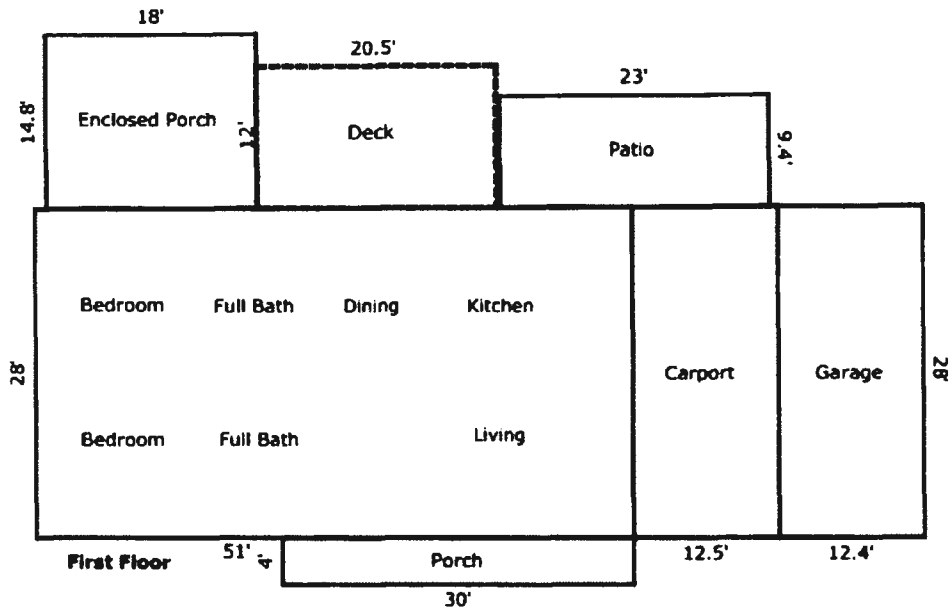 18'
20.5'
23'
14.8'
Enclosed Porch
12'
Deck
Patio
9.4'
Bedroom Full Bath Dining Kitchen
28'
Carport
Garage
28'
Bedroom Full Bath Living
First Floor
51'
4'
Porch
12.5'
12.4'
30'